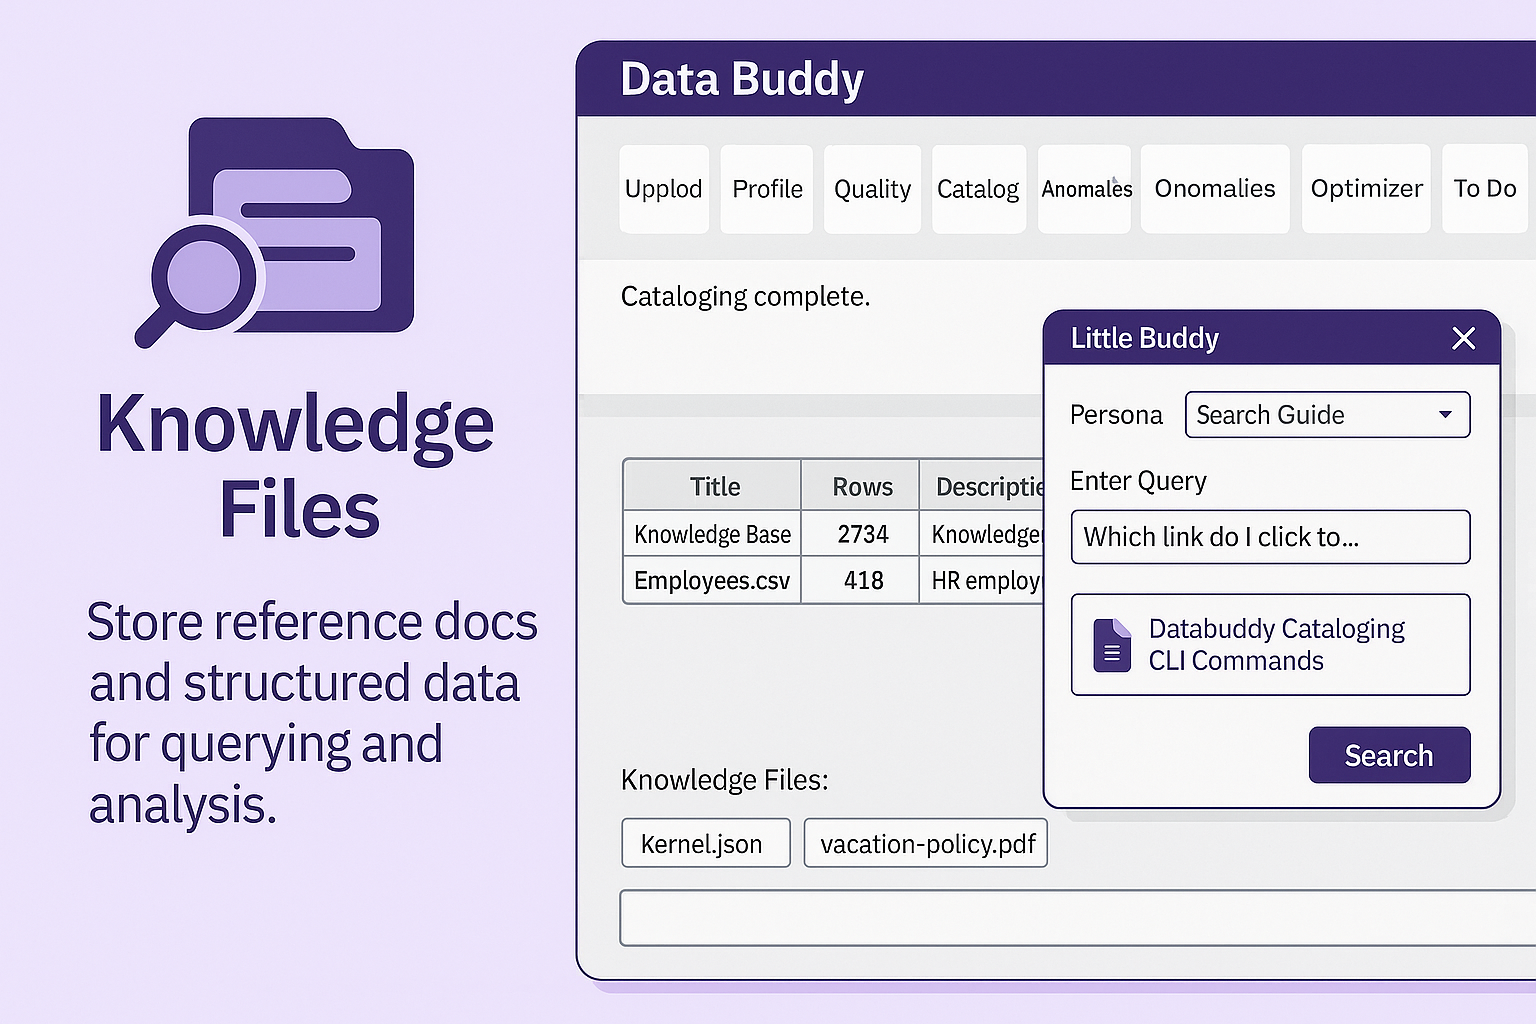 Knowledge
Files
Store reference docs
and structured data
for querying and
analysis.
Data Buddy
Upplod Profile Quality Catalog Anomales Onomalies Optimizer To Do
Cataloging complete.
Title Rows Descriptie
Knowledge Base 2734 Knowledger
Employees.csv 418 HR employ
Knowledge Files:
Kernel.json vacation-policy.pdf
Little Buddy
Persona Search Guide
Enter Query
Which link do I click to...
Databuddy Cataloging
CLI Commands
Search